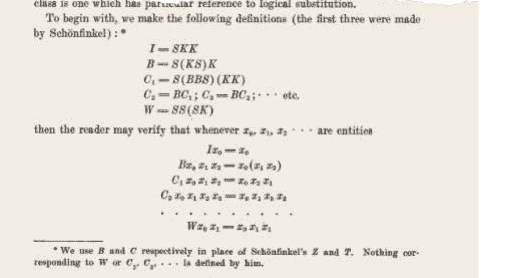 class is one which has particular reference to logical substitution.
To begin with, we make the following definitions (the first three were made
by Schönfinkel) : *
I = SKK
B = S(KS)K
C₁ = S(BBS)(KK)
C₂ = BC₁; C₃ = BC₂; · · · etc.
W = SS(SK)
then the reader may verify that whenever x₀, x₁, x₂ · · · are entities
Ix₀ = x₀
Bx₀ x₁ x₂ = x₀(x₁ x₂)
C₁ x₀ x₁ x₂ = x₀ x₂ x₁
C₂ x₀ x₁ x₂ x₃ = x₀ x₁ x₃ x₂
. . . . . . . . . .
Wx₀ x₁ = x₀ x₁ x₁
* We use B and C respectively in place of Schönfinkel's Z and T. Nothing cor-
responding to W or C₂, C₃, . . . is defined by him.